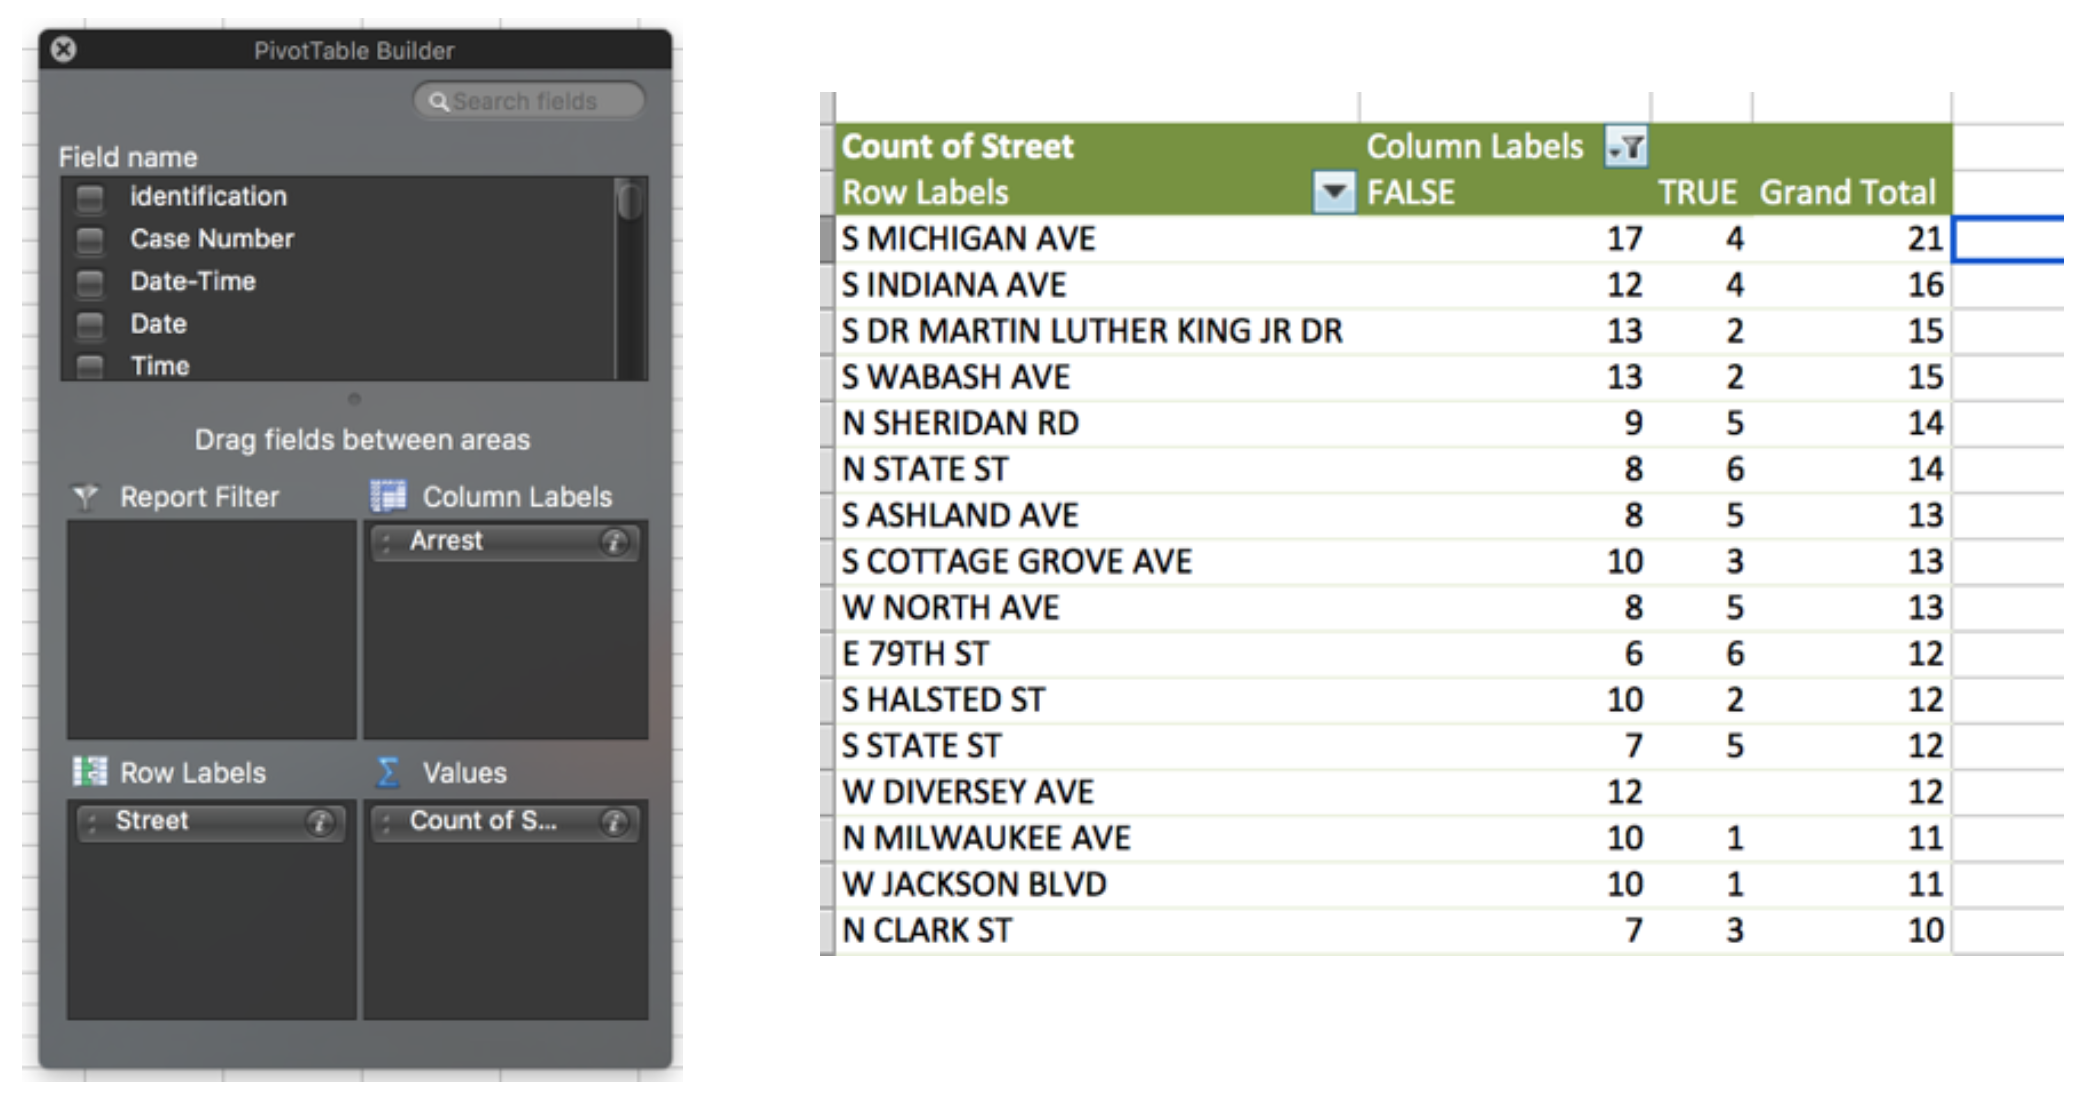 PivotTable Builder
Search fields
Field name
identification
Case Number
Date-Time
Date
Time
Drag fields between areas
Report Filter
Column Labels
Arrest
Row Labels
Values
Street
Count of S...
Count of Street Column Labels
Row Labels FALSE TRUE Grand Total
S MICHIGAN AVE 17 4 21
S INDIANA AVE 12 4 16
S DR MARTIN LUTHER KING JR DR 13 2 15
S WABASH AVE 13 2 15
N SHERIDAN RD 9 5 14
N STATE ST 8 6 14
S ASHLAND AVE 8 5 13
S COTTAGE GROVE AVE 10 3 13
W NORTH AVE 8 5 13
E 79TH ST 6 6 12
S HALSTED ST 10 2 12
S STATE ST 7 5 12
W DIVERSEY AVE 12 12
N MILWAUKEE AVE 10 1 11
W JACKSON BLVD 10 1 11
N CLARK ST 7 3 10